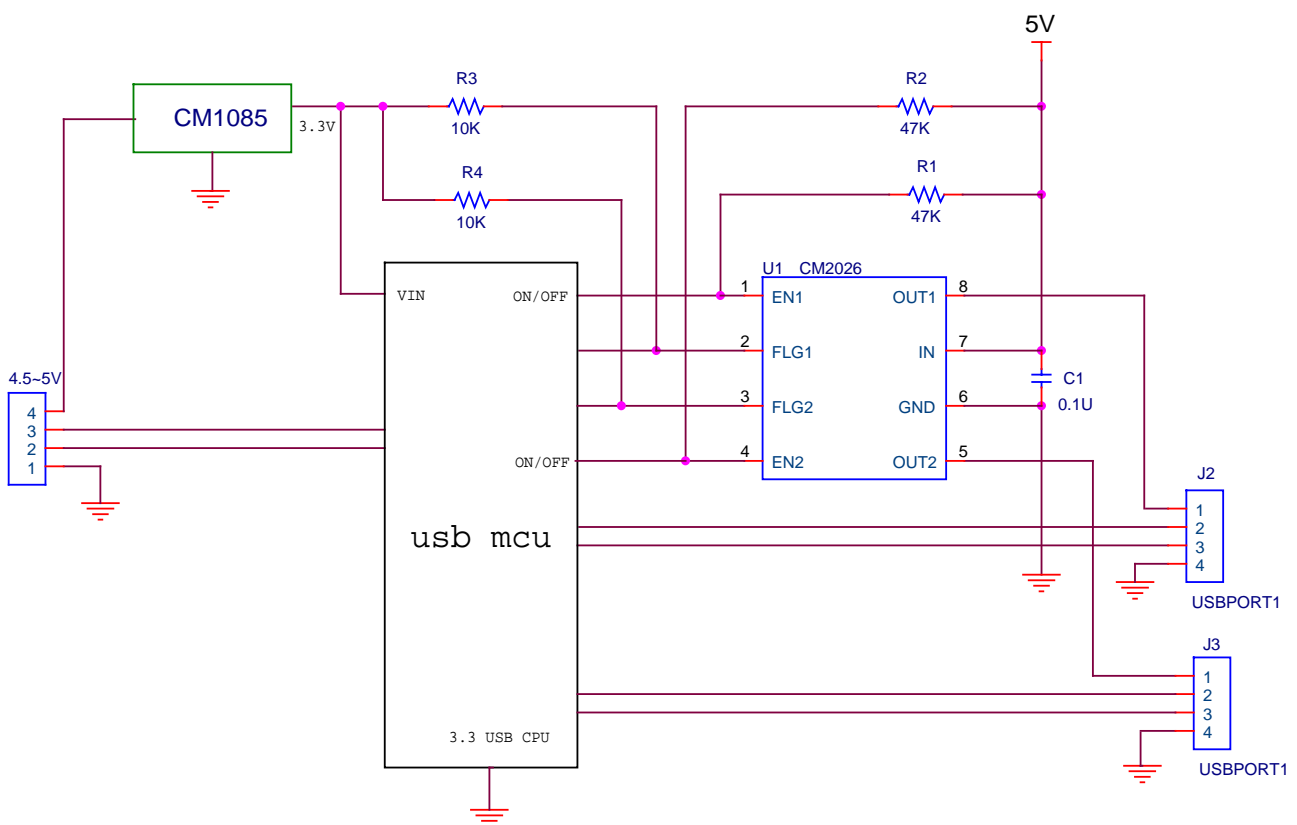 5V
R3
R2
CM1085
3.3V
10K
47K
R4
R1
10K
47K
U1 CM2026
VIN
ON/OFF
1
EN1
OUT1
8
2
FLG1
IN
7
4.5~5V
C1
0.1U
4
3
2
1
3
FLG2
GND
6
ON/OFF
4
EN2
OUT2
5
J2
usb mcu
1
2
3
4
USBPORT1
J3
1
2
3
4
3.3 USB CPU
USBPORT1